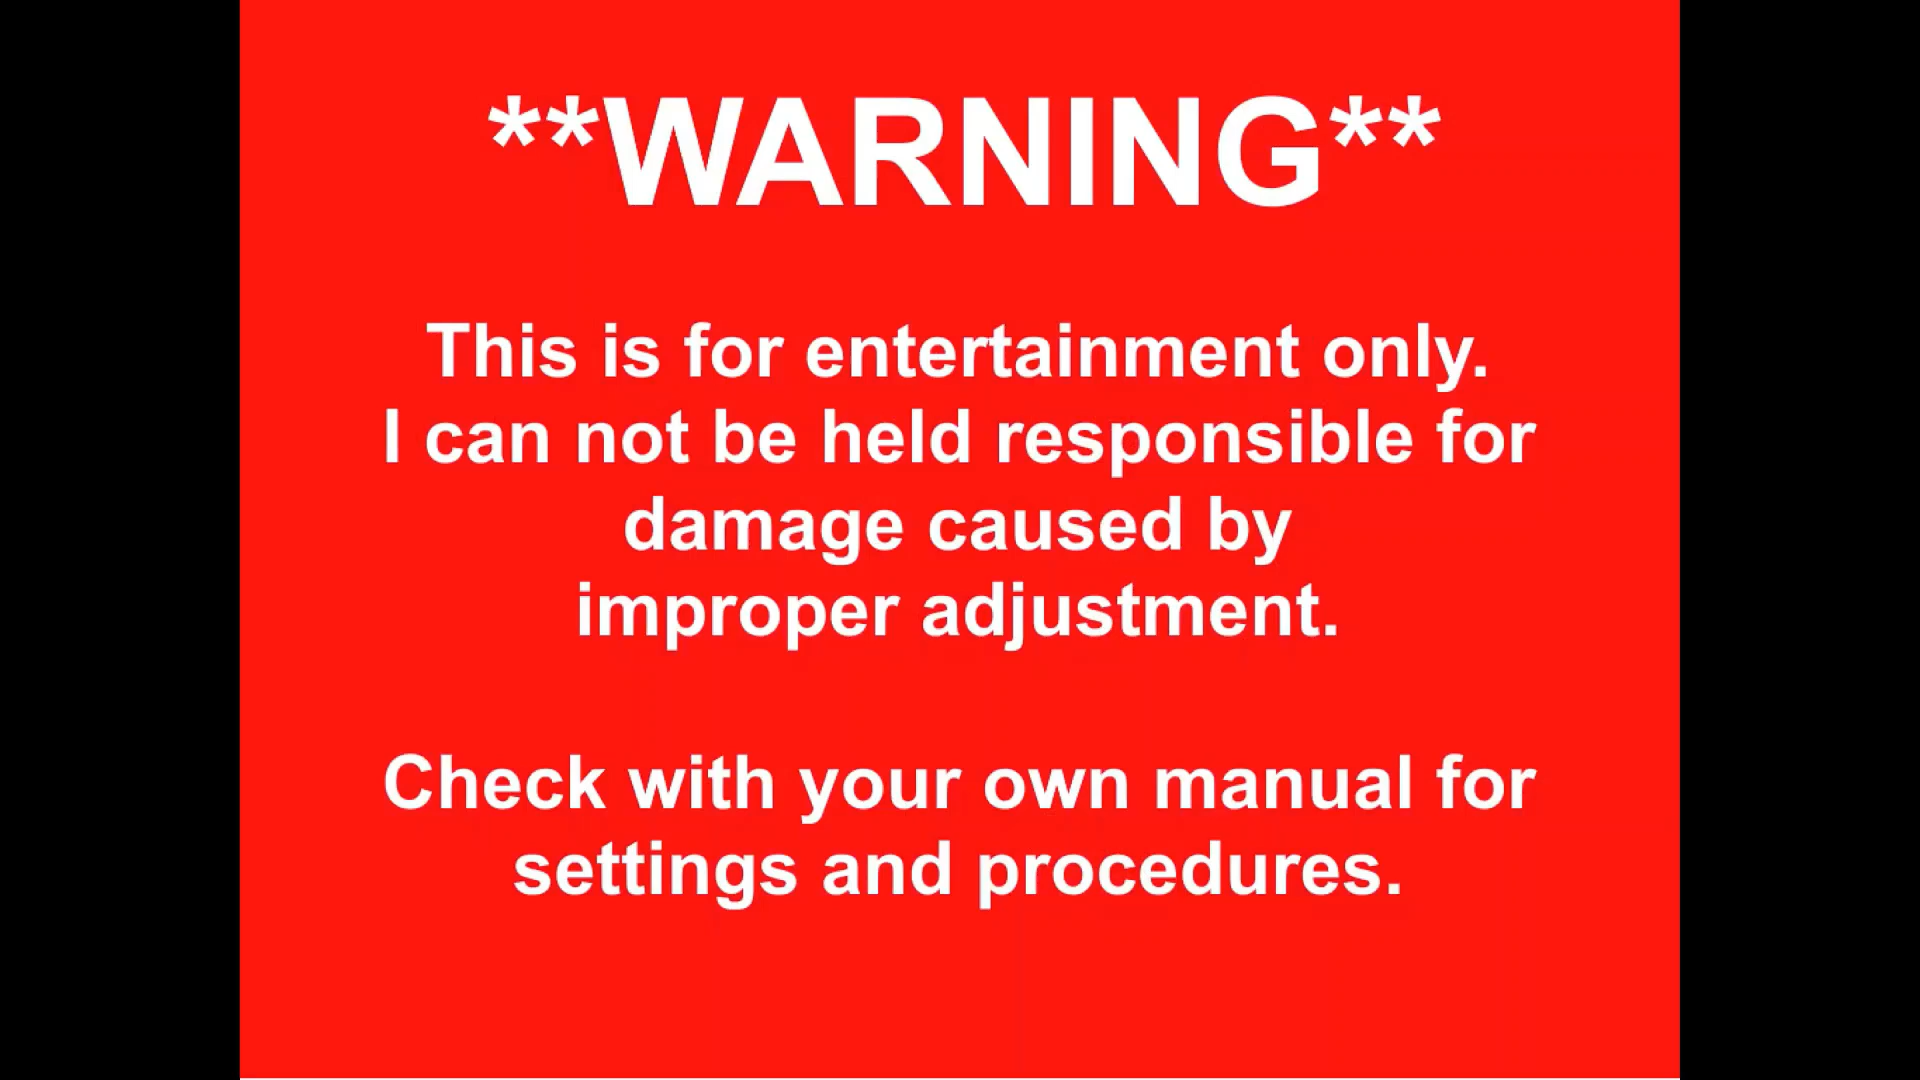 **WARNING**
This is for entertainment only.
I can not be held responsible for
damage caused by
improper adjustment.
Check with your own manual for
settings and procedures.